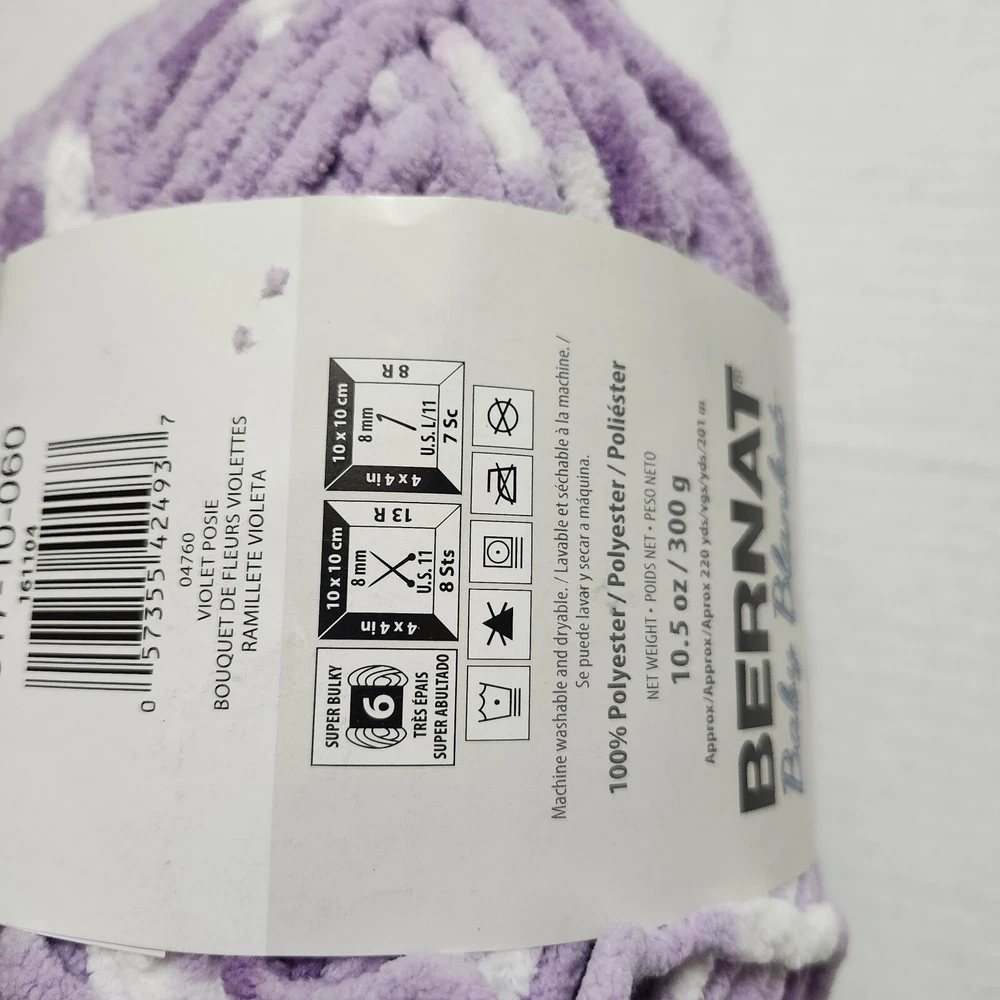 161104
0 57355 42493 7
04760
VIOLET POSIE
BOUQUET DE FLEURS VIOLETTES
RAMILLETE VIOLETA
SUPER BULKY
6
TRÈS ÉPAIS
SUPER ABULTADO
10 x 10 cm
4 x 4 in
13 R
8 mm
U.S. 11
8 Sts
10 x 10 cm
4 x 4 in
8 R
8 mm
U.S. L/11
7 Sc
Machine washable and dryable. / Lavable et séchable à la machine. /
Se puede lavar y secar a máquina.
100% Polyester / Polyester / Poliéster
NET WEIGHT • POIDS NET • PESO NETO
10.5 oz / 300 g
Approx/Approx/Aprox 220 yds/vgs/yds/201 m
BERNAT®
Baby Blanket